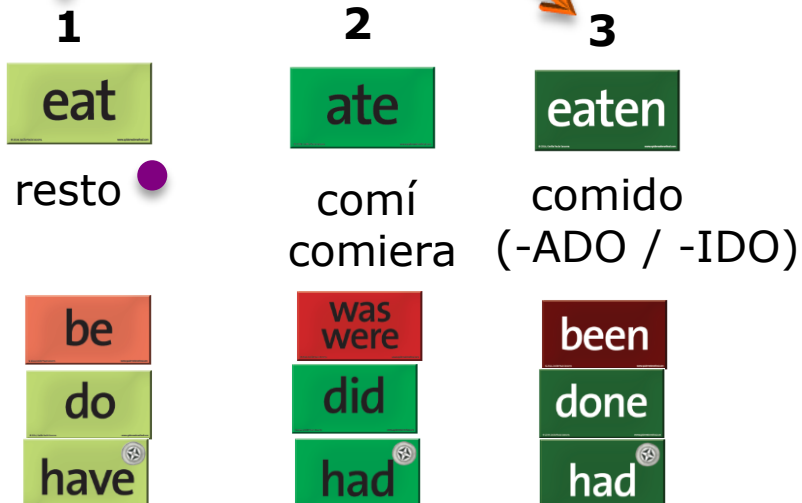 1 2 3
eat ate eaten
resto comí comido
comiera (-ADO / -IDO)
be was were been
do did done
have had had